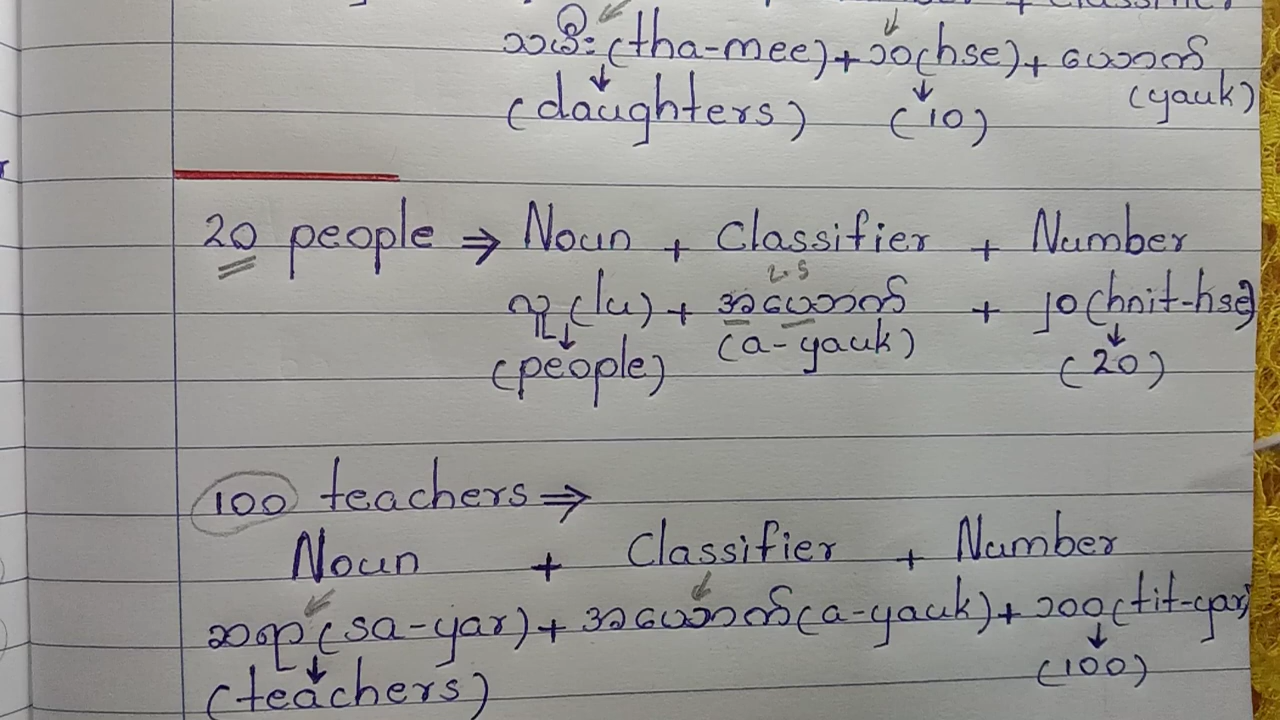 + Classifier
သမီး (tha-mee) + ၁၀ (hse) + ယောက်
(daughters) (10) (yauk)
20 people ⇒ Noun + Classifier + Number
လူ (lu) + အယောက် + ၂၀ (hnit-hse)
(people) (a-yauk) (20)
100 teachers ⇒
Noun + Classifier + Number
ဆရာ (sa-yar) + အယောက် (a-yauk) + ၁၀၀ (tit-yar)
(teachers) (100)